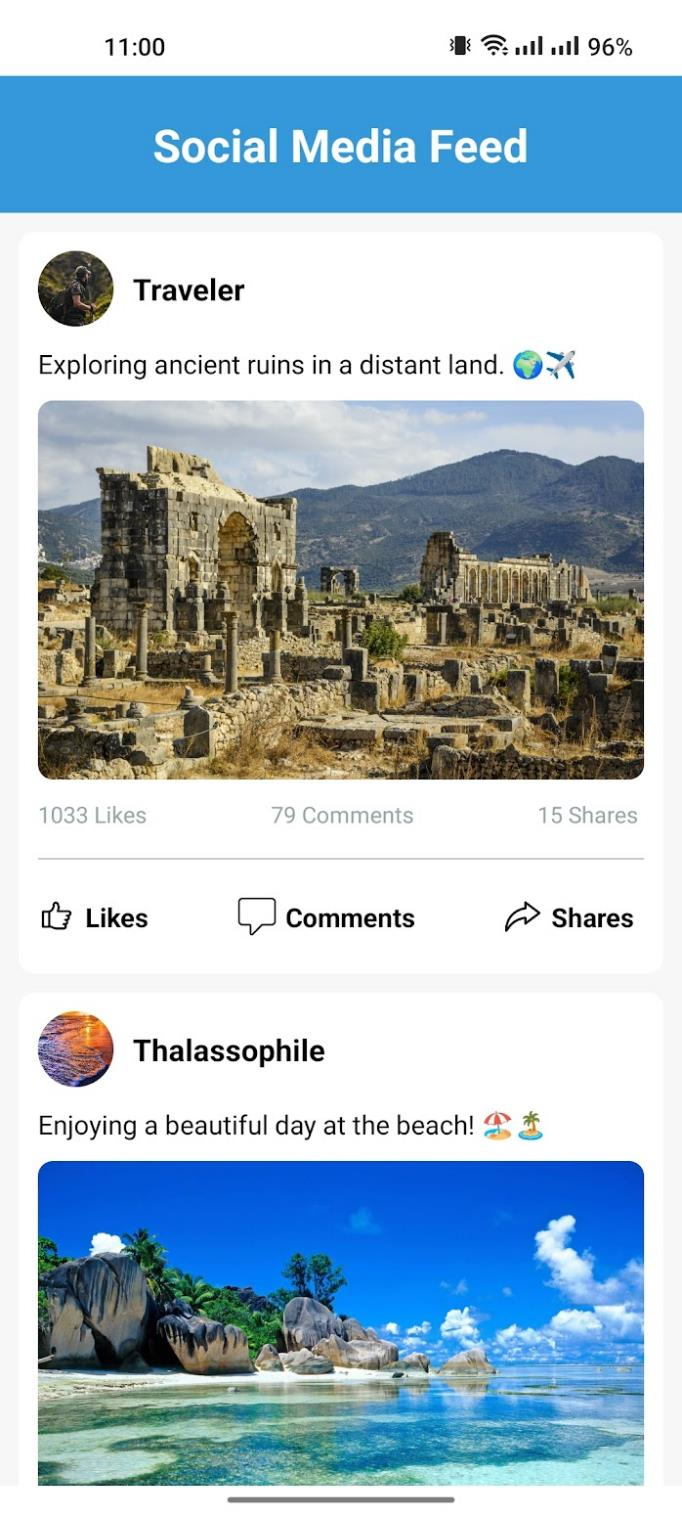 11:00 96%
Social Media Feed
Traveler
Exploring ancient ruins in a distant land. 🌍✈️
1033 Likes 79 Comments 15 Shares
Likes Comments Shares
Thalassophile
Enjoying a beautiful day at the beach! 🏖️🏝️